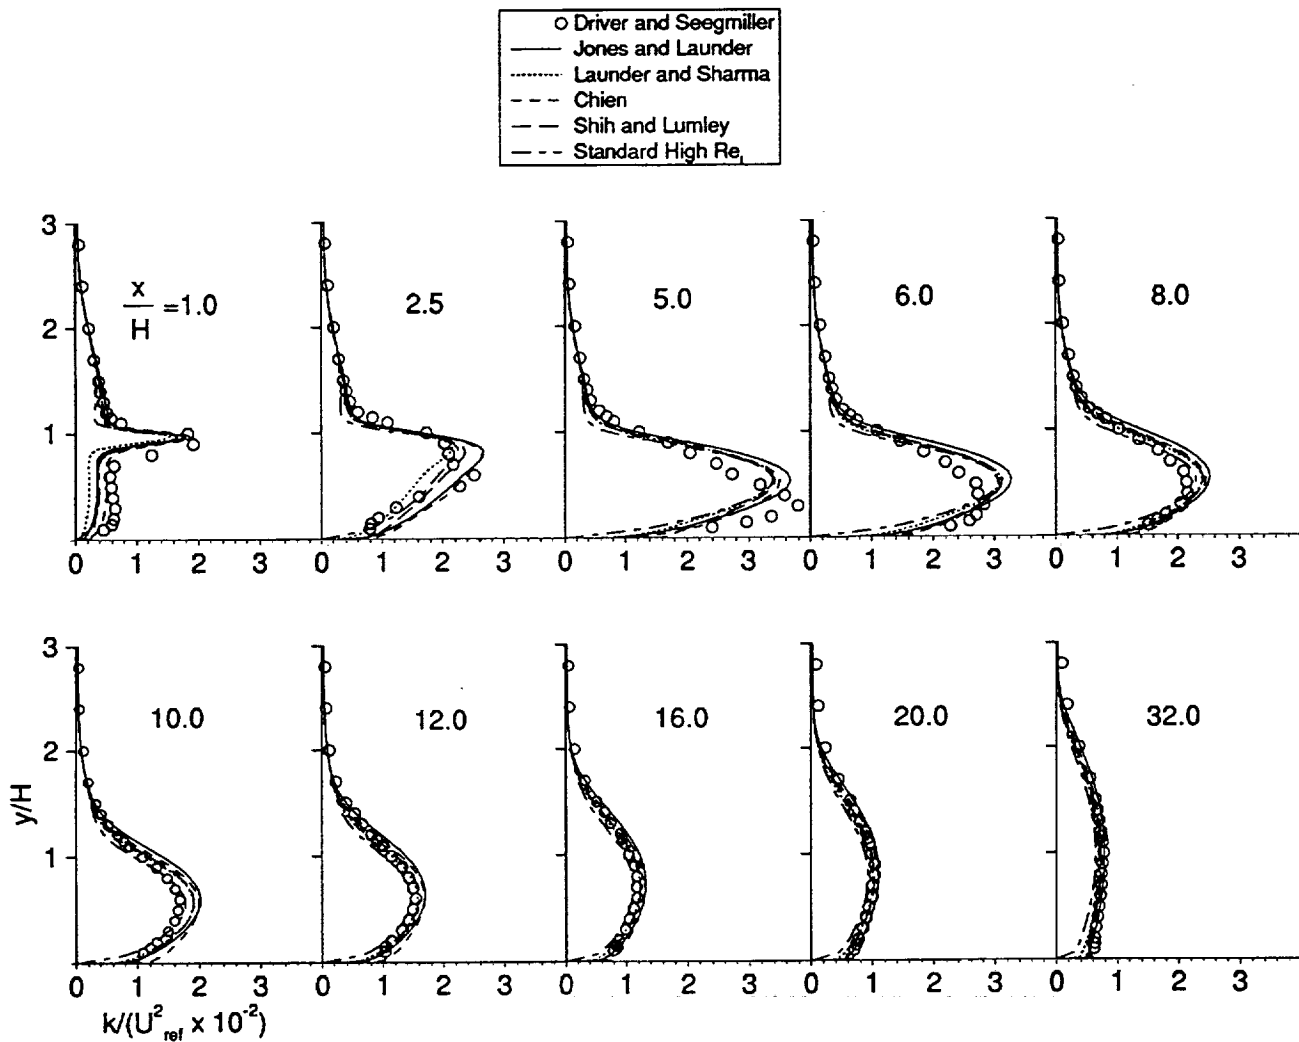 Driver and Seegmiller
Jones and Launder
Launder and Sharma
Chien
Shih and Lumley
Standard High Re_t
3
2
1
0 1 2 3
x/H =1.0
0 1 2 3
2.5
0 1 2 3
5.0
0 1 2 3
6.0
0 1 2 3
8.0
3
2
1
y/H
0 1 2 3
10.0
0 1 2 3
12.0
0 1 2 3
16.0
0 1 2 3
20.0
0 1 2 3
32.0
k/(U²ref x 10⁻²)